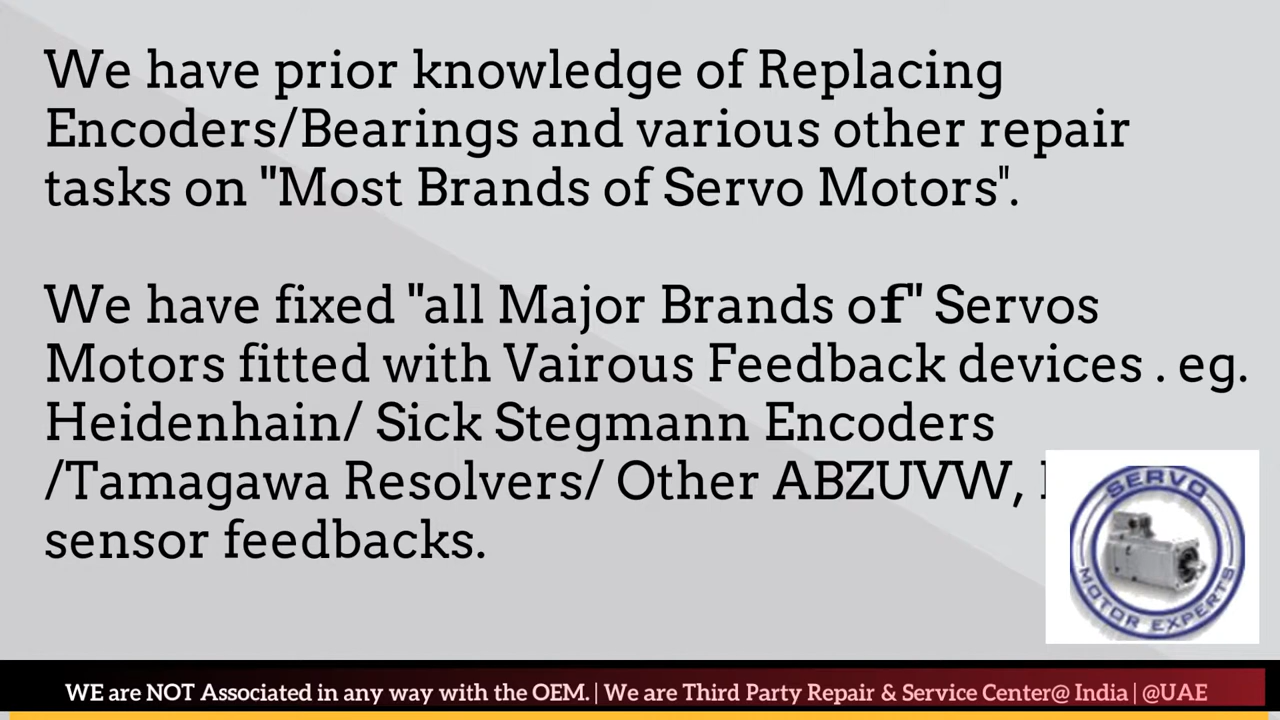 We have prior knowledge of Replacing
Encoders/Bearings and various other repair
tasks on "Most Brands of Servo Motors".
We have fixed "all Major Brands of" Servos
Motors fitted with Vairous Feedback devices . eg.
Heidenhain/ Sick Stegmann Encoders
/Tamagawa Resolvers/ Other ABZUVW,
sensor feedbacks.
SERVO
MOTOR EXPERTS
WE are NOT Associated in any way with the OEM. | We are Third Party Repair & Service Center@ India | @UAE